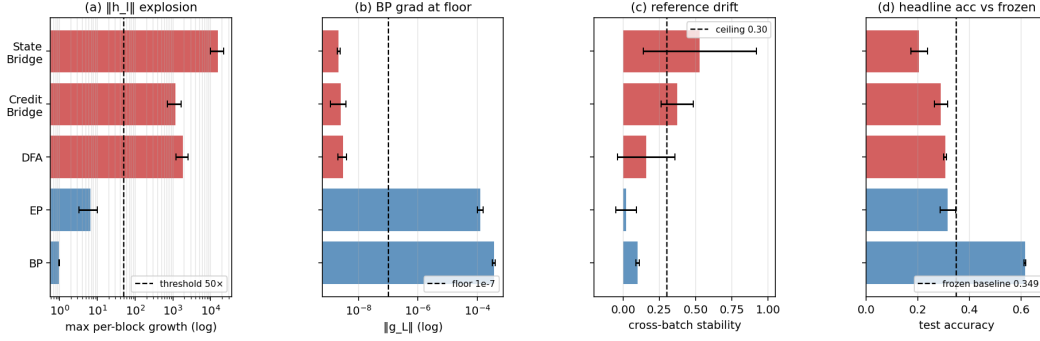 (a) ‖h_l‖ explosion
State
Bridge
Credit
Bridge
DFA
EP
BP
threshold 50×
10⁰ 10¹ 10² 10³ 10⁴
max per-block growth (log)
(b) BP grad at floor
floor 1e-7
10⁻⁸ 10⁻⁶ 10⁻⁴
‖g_L‖ (log)
(c) reference drift
ceiling 0.30
0.00 0.25 0.50 0.75 1.00
cross-batch stability
(d) headline acc vs frozen
frozen baseline 0.349
0.0 0.2 0.4 0.6
test accuracy